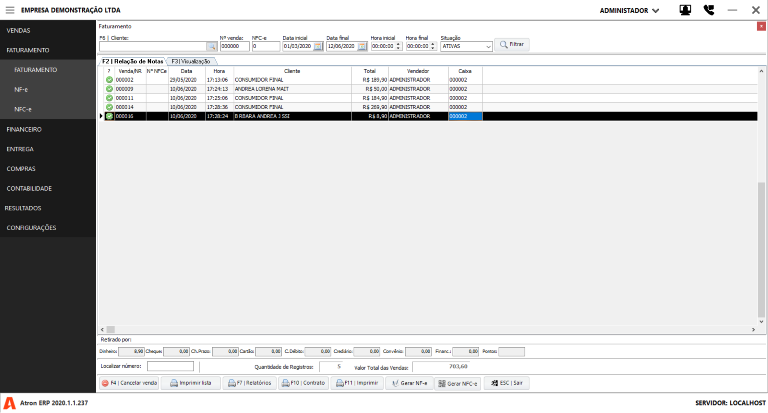 EMPRESA DEMONSTRAÇÃO LTDA
ADMINISTADOR
VENDAS
FATURAMENTO
FATURAMENTO
NF-e
NFC-e
FINANCEIRO
ENTREGA
COMPRAS
CONTABILIDADE
RESULTADOS
CONFIGURAÇÕES
Faturamento
F6 | Cliente: Nº venda: NFC-e Data inicial Data final Hora inicial Hora final Situação
000000 0 01/03/2020 12/06/2020 00:00:00 00:00:00 ATIVAS Filtrar
F2 | Relação de Notas F3 | Visualização
? Venda/NR Nº NFCe Data Hora Cliente Total Vendedor Caixa
000002 29/05/2020 17:13:06 CONSUMIDOR FINAL R$ 189,90 ADMINISTRADOR 000002
000009 10/06/2020 17:24:13 ANDREA LORENA MAIT R$ 50,00 ADMINISTRADOR 000002
000011 10/06/2020 17:25:06 CONSUMIDOR FINAL R$ 184,90 ADMINISTRADOR 000002
000014 10/06/2020 17:28:36 CONSUMIDOR FINAL R$ 269,90 ADMINISTRADOR 000002
000016 10/06/2020 17:28:24 B RBARA ANDREA J SSI R$ 8,90 ADMINISTRADOR 000002
Retirado por:
Dinheiro: 8,90 Cheque: 0,00 Ch.Prazo: 0,00 Cartão: 0,00 C.Débito: 0,00 Crediário: 0,00 Convênio: 0,00 Financ.: 0,00 Pontos:
Localizar número: Quantidade de Registros: 5 Valor Total das Vendas: 703,60
F4 | Cancelar venda Imprimir lista F7 | Relatórios F10 | Contrato F11 | Imprimir Gerar NF-e Gerar NFC-e ESC | Sair
Atron ERP 2020.1.1.237
SERVIDOR: LOCALHOST